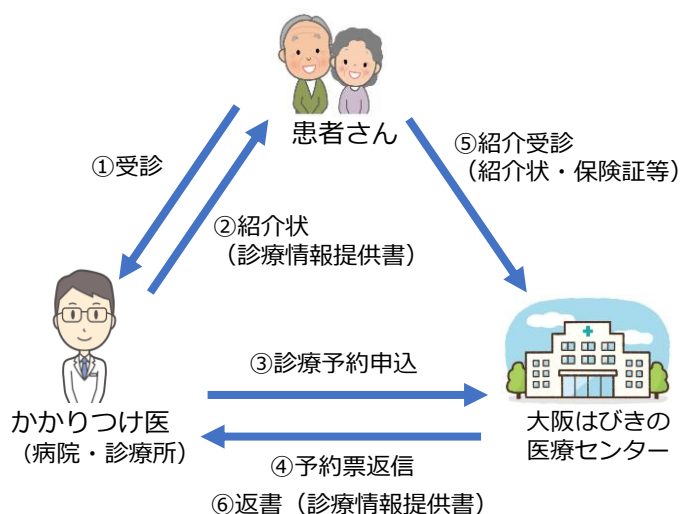 患者さん
①受診
⑤紹介受診
（紹介状・保険証等）
②紹介状
（診療情報提供書）
③診療予約申込
かかりつけ医
（病院・診療所）
大阪はびきの
医療センター
④予約票返信
⑥返書（診療情報提供書）